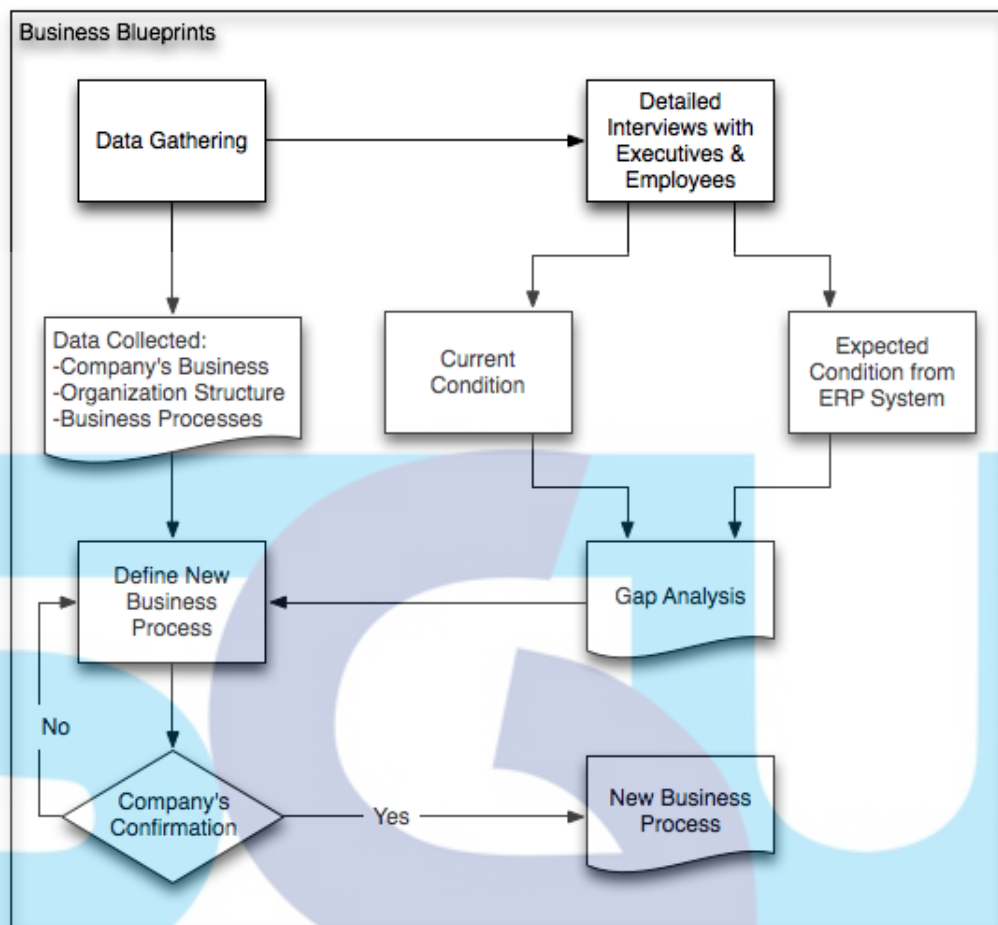 Business Blueprints
Data Gathering
Detailed
Interviews with
Executives &
Employees
Data Collected:
-Company's Business
-Organization Structure
-Business Processes
Current
Condition
Expected
Condition from
ERP System
Define New
Business
Process
Gap Analysis
No
Company's
Confirmation
Yes
New Business
Process
SGU